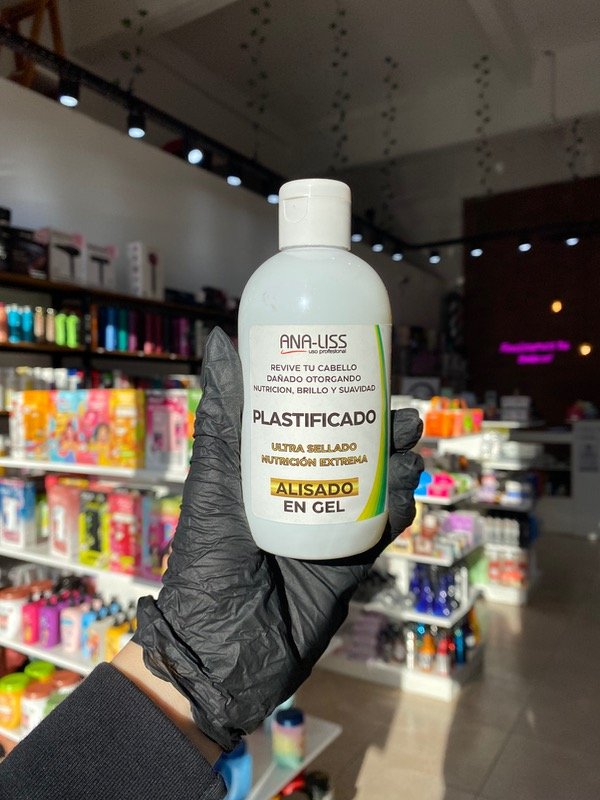 ANA-LISS
uso profesional
REVIVE TU CABELLO
DAÑADO OTORGANDO
NUTRICION, BRILLO Y SUAVIDAD
PLASTIFICADO
ULTRA SELLADO
NUTRICIÓN EXTREMA
ALISADO
EN GEL